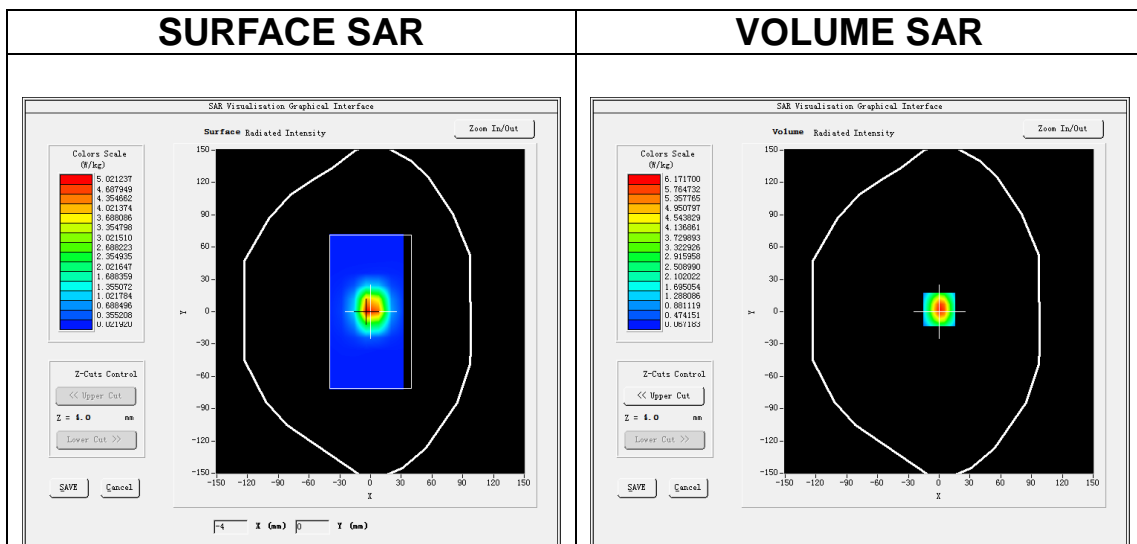 SURFACE SAR
VOLUME SAR
SAR Visualisation Graphical Interface
Surface Radiated Intensity
Zoom In/Out
Colors Scale
(W/kg)
5.021237
4.687949
4.354662
4.021374
3.688086
3.354798
3.021510
2.688223
2.354935
2.021647
1.688359
1.355072
1.021784
0.688496
0.355208
0.021920
Z-Cuts Control
<< Upper Cut
Z = 4.0 mm
Lower Cut >>
SAVE
Cancel
150
120
90
60
30
0
-30
-60
-90
-120
-150
Y
-150 -120 -90 -60 -30 0 30 60 90 120 150
X
-4 X (mm) 0 Y (mm)
SAR Visualisation Graphical Interface
Volume Radiated Intensity
Zoom In/Out
Colors Scale
(W/kg)
6.171700
5.764732
5.357765
4.950797
4.543829
4.136861
3.729893
3.322926
2.915958
2.508990
2.102022
1.695054
1.288086
0.881119
0.474151
0.067183
Z-Cuts Control
<< Upper Cut
Z = 4.0 mm
Lower Cut >>
SAVE
Cancel
150
120
90
60
30
0
-30
-60
-90
-120
-150
Y
-150 -120 -90 -60 -30 0 30 60 90 120 150
X